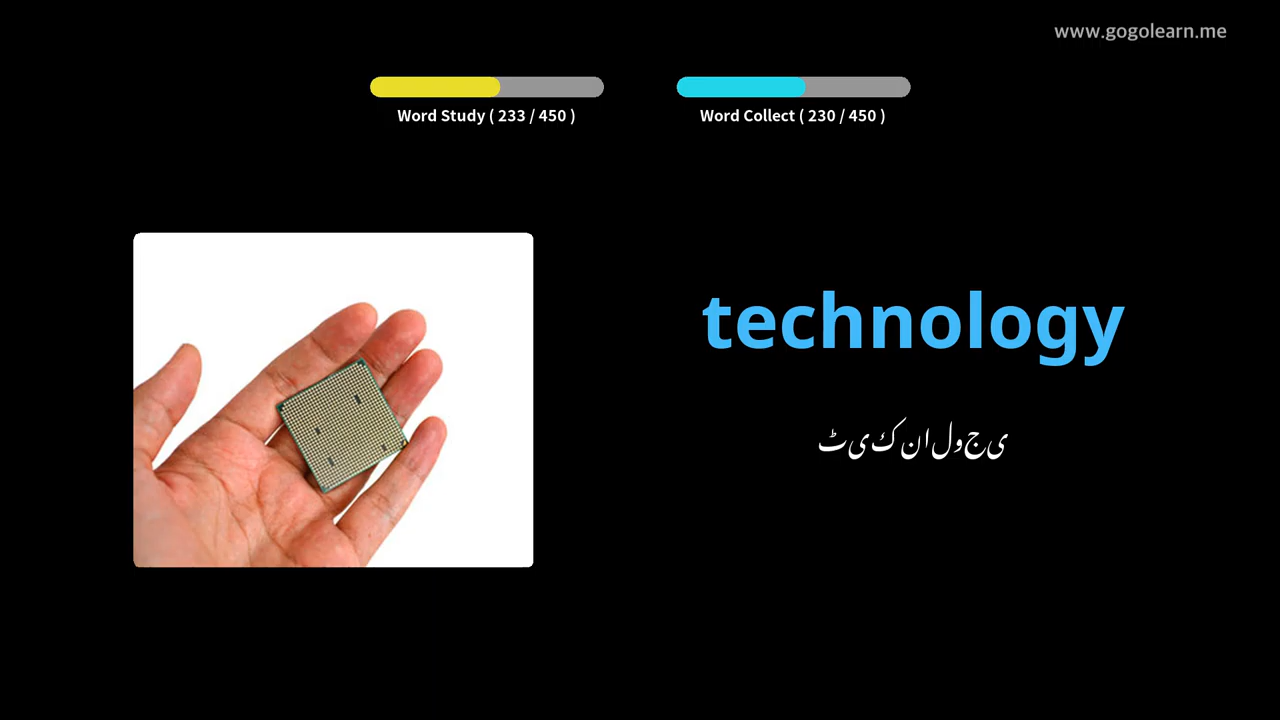 www.gogolearn.me
Word Study ( 233 / 450 )
Word Collect ( 230 / 450 )
technology
ی ج و ل ا ن ک ی ٹ